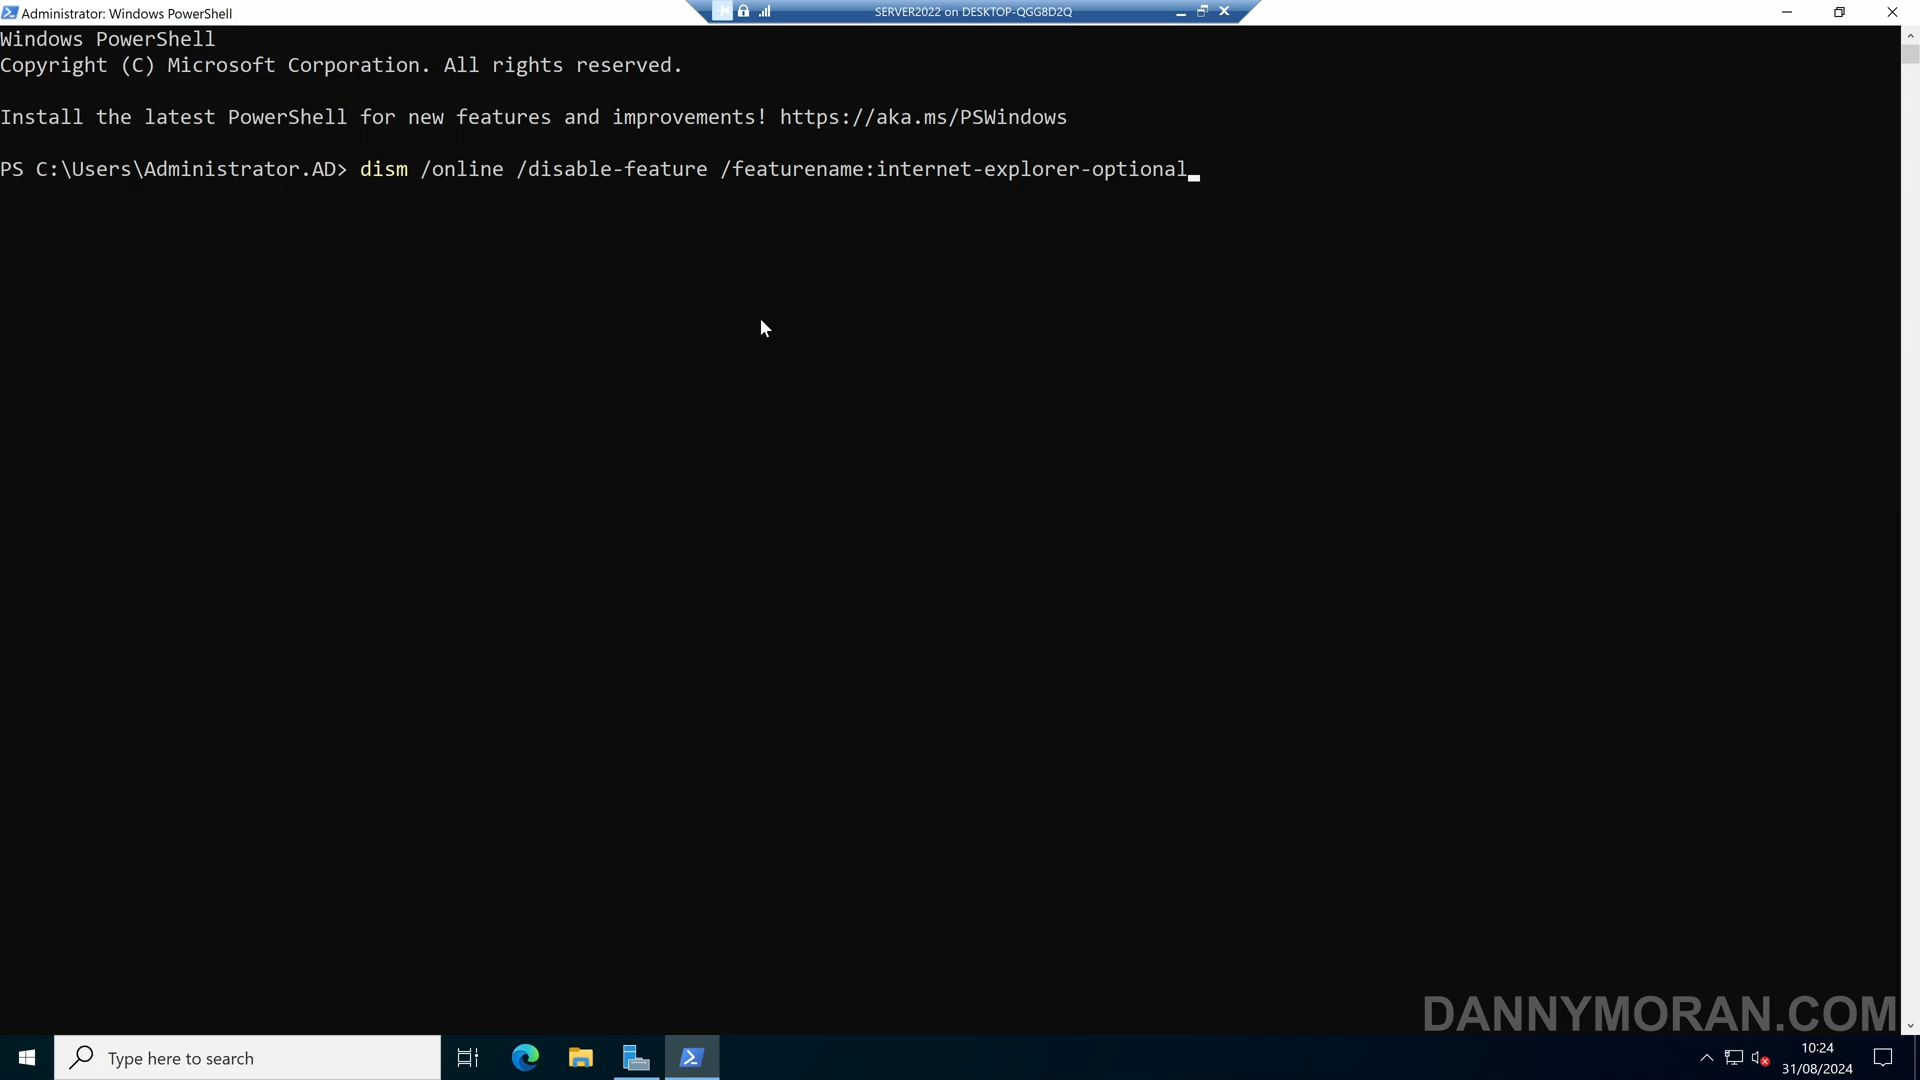 Administrator: Windows PowerShell
SERVER2022 on DESKTOP-QGG8D2Q
Windows PowerShell
Copyright (C) Microsoft Corporation. All rights reserved.
Install the latest PowerShell for new features and improvements! https://aka.ms/PSWindows
PS C:\Users\Administrator.AD> dism /online /disable-feature /featurename:internet-explorer-optional
DANNYMORAN.COM
Type here to search
10:24
31/08/2024